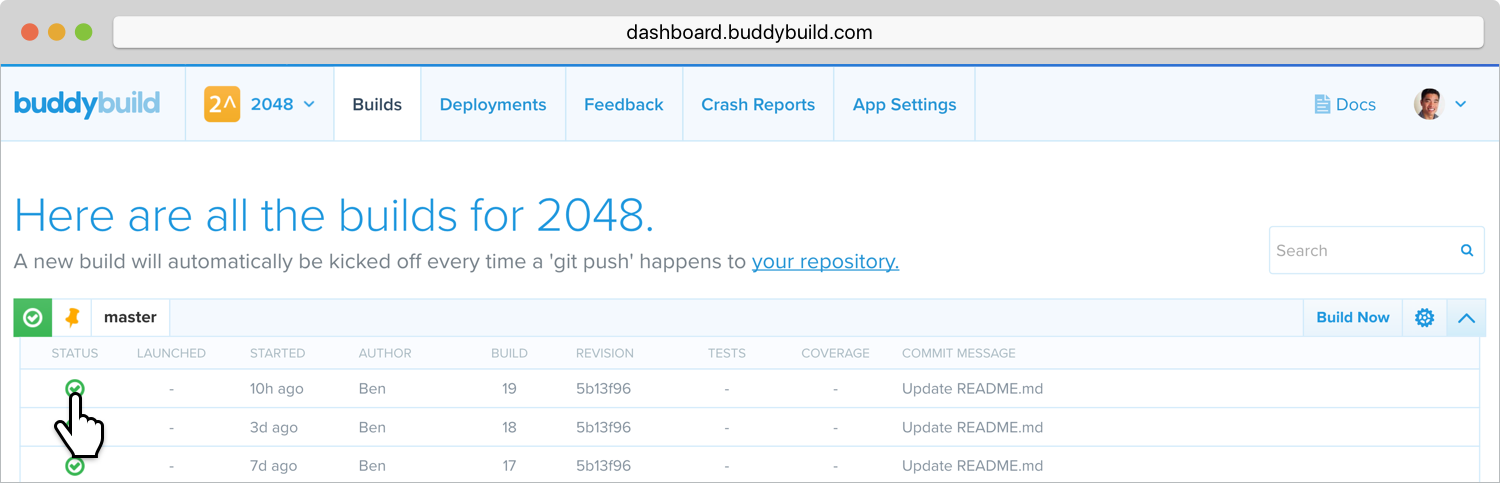 dashboard.buddybuild.com
buddybuild 2^ 2048 Builds Deployments Feedback Crash Reports App Settings Docs
Here are all the builds for 2048.
A new build will automatically be kicked off every time a 'git push' happens to your repository.
Search
master Build Now
STATUS LAUNCHED STARTED AUTHOR BUILD REVISION TESTS COVERAGE COMMIT MESSAGE
- 10h ago Ben 19 5b13f96 - - Update README.md
- 3d ago Ben 18 5b13f96 - - Update README.md
- 7d ago Ben 17 5b13f96 - - Update README.md